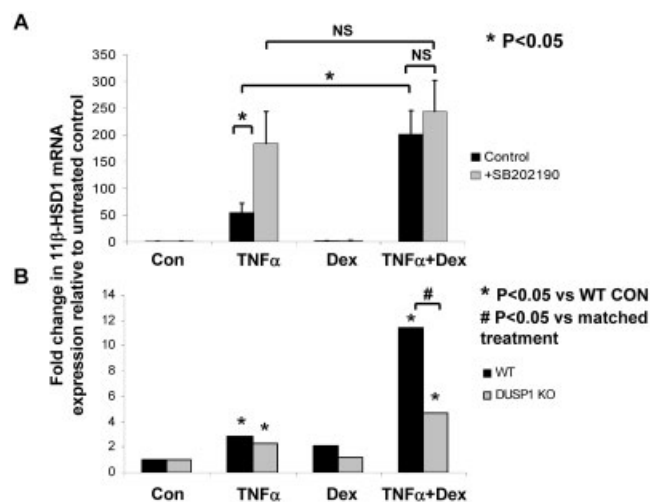 A
NS
* P<0.05
350
300
250
200
150
100
50
0
*
*
NS
Control
+SB202190
Con TNFα Dex TNFα+Dex
Fold change in 11β-HSD1 mRNA
expression relative to untreated control
B
14
12
10
8
6
4
2
0
* P<0.05 vs WT CON
# P<0.05 vs matched
treatment
#
*
* *
*
WT
DUSP1 KO
Con TNFα Dex TNFα+Dex